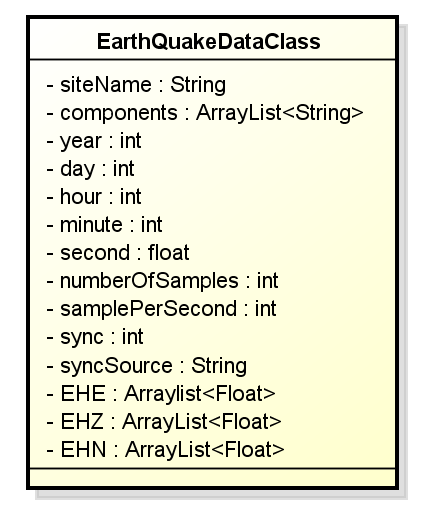 EarthQuakeDataClass
- siteName : String
- components : ArrayList<String>
- year : int
- day : int
- hour : int
- minute : int
- second : float
- numberOfSamples : int
- samplePerSecond : int
- sync : int
- syncSource : String
- EHE : Arraylist<Float>
- EHZ : ArrayList<Float>
- EHN : ArrayList<Float>